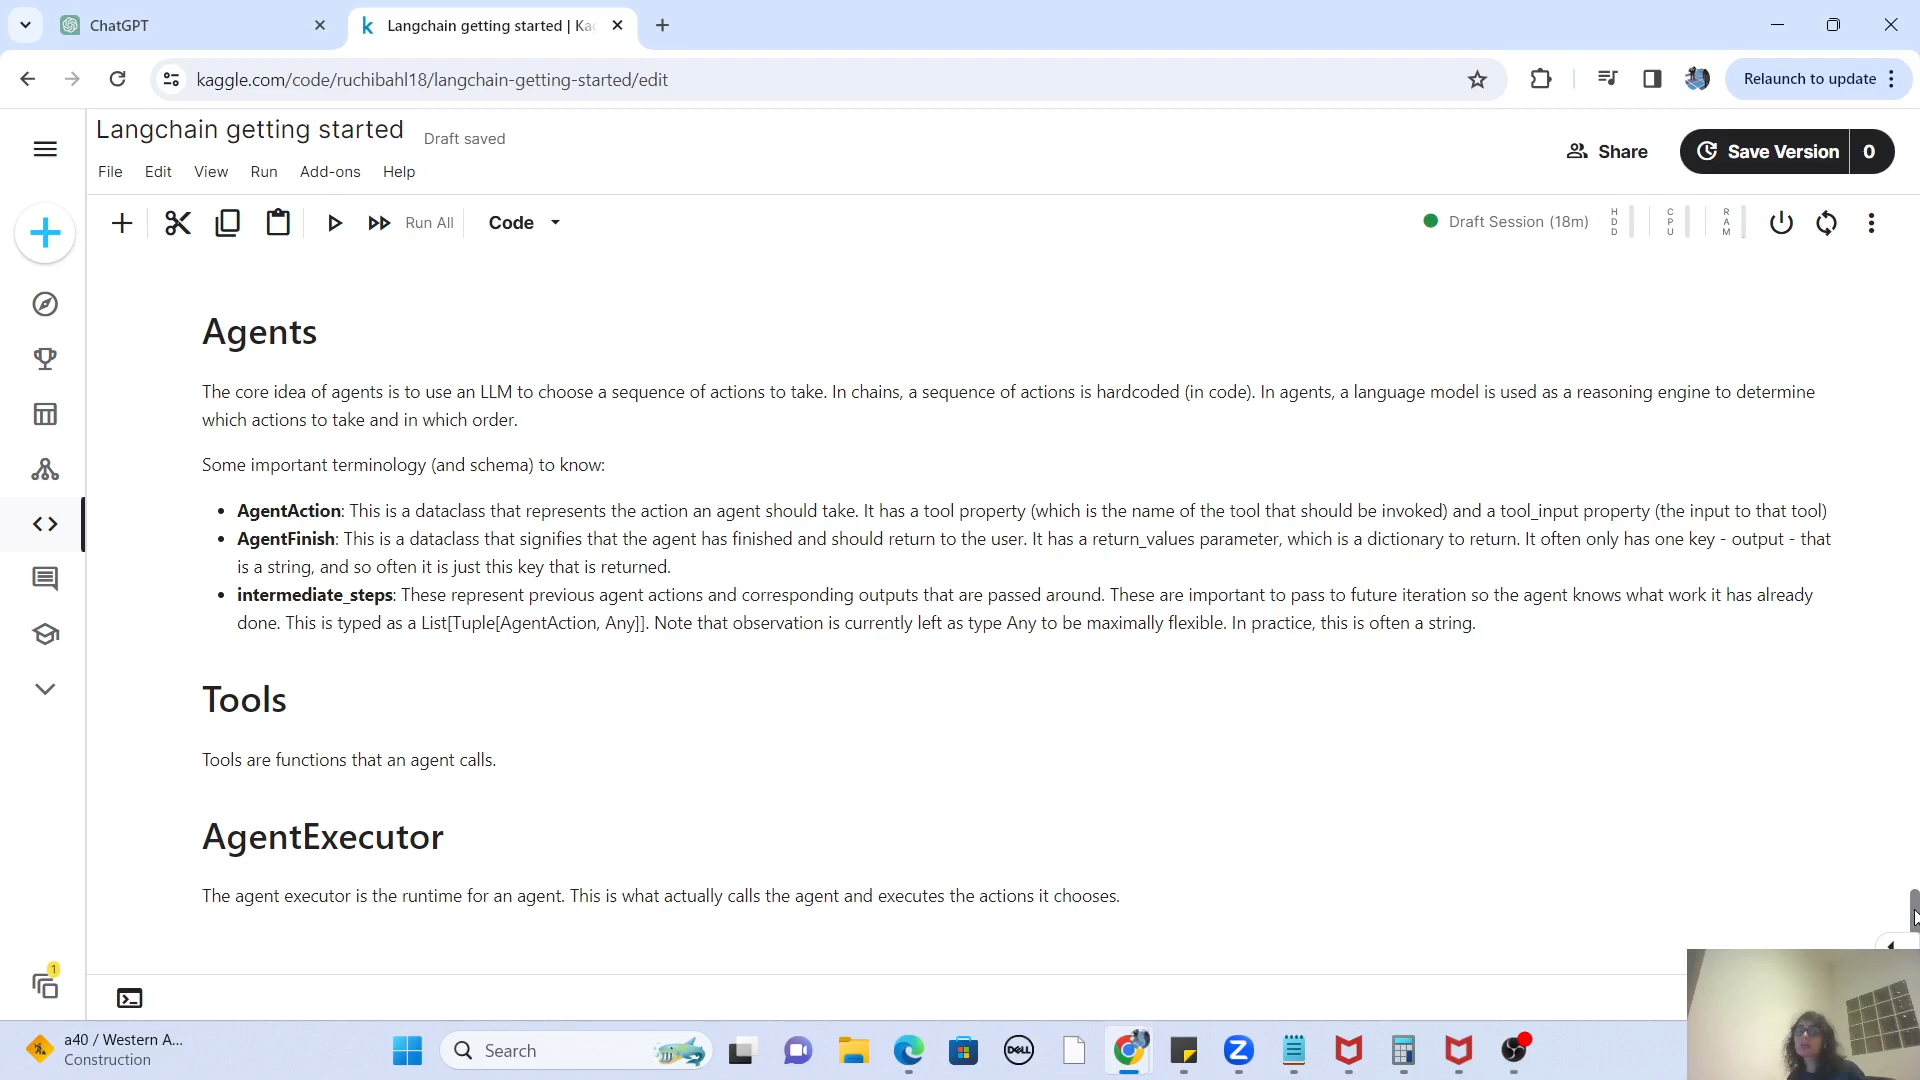 ChatGPT
Langchain getting started | Ka
kaggle.com/code/ruchibahl18/langchain-getting-started/edit
Relaunch to update
Langchain getting started
Draft saved
File Edit View Run Add-ons Help
Share
Save Version
0
Run All
Code
Draft Session (18m)
HDD
CPU
RAM
Agents
The core idea of agents is to use an LLM to choose a sequence of actions to take. In chains, a sequence of actions is hardcoded (in code). In agents, a language model is used as a reasoning engine to determine
which actions to take and in which order.
Some important terminology (and schema) to know:
• AgentAction: This is a dataclass that represents the action an agent should take. It has a tool property (which is the name of the tool that should be invoked) and a tool_input property (the input to that tool)
• AgentFinish: This is a dataclass that signifies that the agent has finished and should return to the user. It has a return_values parameter, which is a dictionary to return. It often only has one key - output - that
is a string, and so often it is just this key that is returned.
• intermediate_steps: These represent previous agent actions and corresponding outputs that are passed around. These are important to pass to future iteration so the agent knows what work it has already
done. This is typed as a List[Tuple[AgentAction, Any]]. Note that observation is currently left as type Any to be maximally flexible. In practice, this is often a string.
Tools
Tools are functions that an agent calls.
AgentExecutor
The agent executor is the runtime for an agent. This is what actually calls the agent and executes the actions it chooses.
1
a40 / Western A...
Construction
Search
DELL